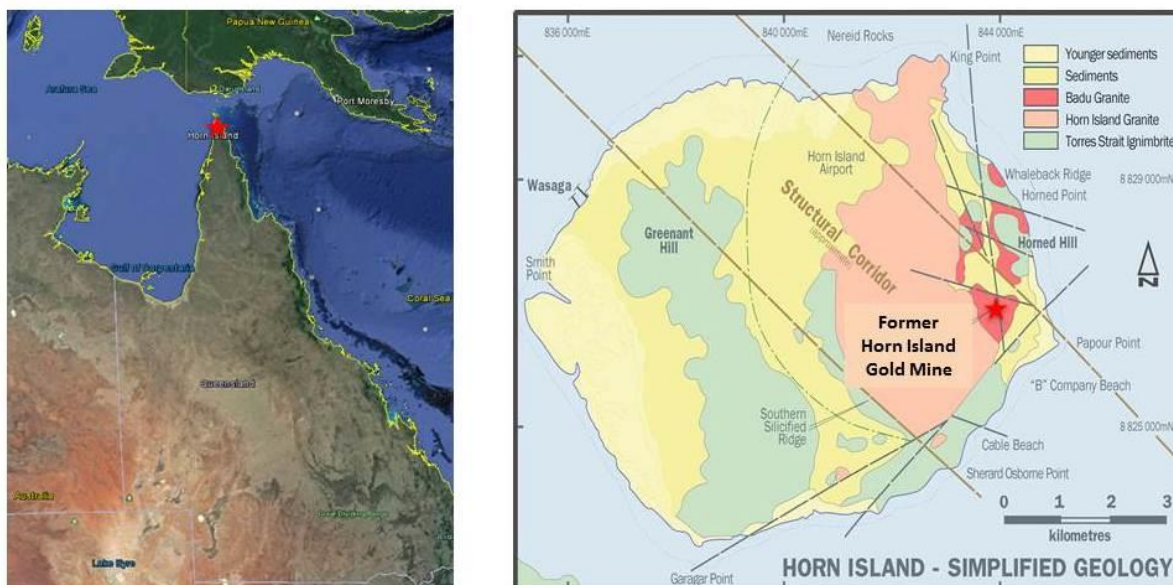 PAPUA NEW GUINEA
Arafura Sea
Port Moresby
Horn Island
Gulf of Carpentaria
Coral Sea
Queensland
Australia
Great Dividing Range
Lake Eyre
836 000mE
840 000mE
844 000mE
Nereid Rocks
King Point
Younger sediments
Sediments
Badu Granite
Horn Island Granite
Torres Strait Ignimbrite
Horn Island
Airport
Whaleback Ridge
8 829 000mN
Horned Point
Wasaga
Structural Corridor
Greenant
Hill
Horned Hill
Smith
Point
N
Former
Horn Island
Gold Mine
Papour Point
"B" Company Beach
Southern
Silicified
Ridge
8 825 000mN
Cable Beach
Sherard Osborne Point
0 1 2 3
kilometres
Garagar Point
HORN ISLAND - SIMPLIFIED GEOLOGY